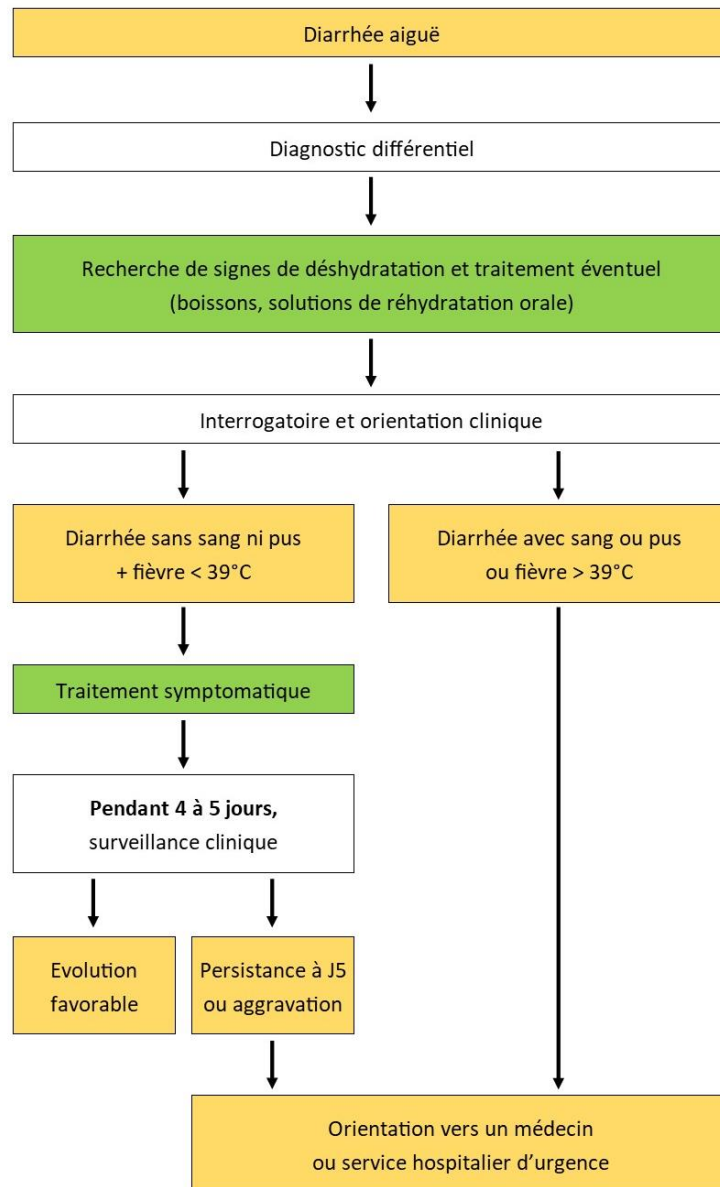 Diarrhée aiguë
Diagnostic différentiel
Recherche de signes de déshydratation et traitement éventuel
(boissons, solutions de réhydratation orale)
Interrogatoire et orientation clinique
Diarrhée sans sang ni pus
+ fièvre < 39°C
Diarrhée avec sang ou pus
ou fièvre > 39°C
Traitement symptomatique
Pendant 4 à 5 jours,
surveillance clinique
Evolution
favorable
Persistance à J5
ou aggravation
Orientation vers un médecin
ou service hospitalier d’urgence